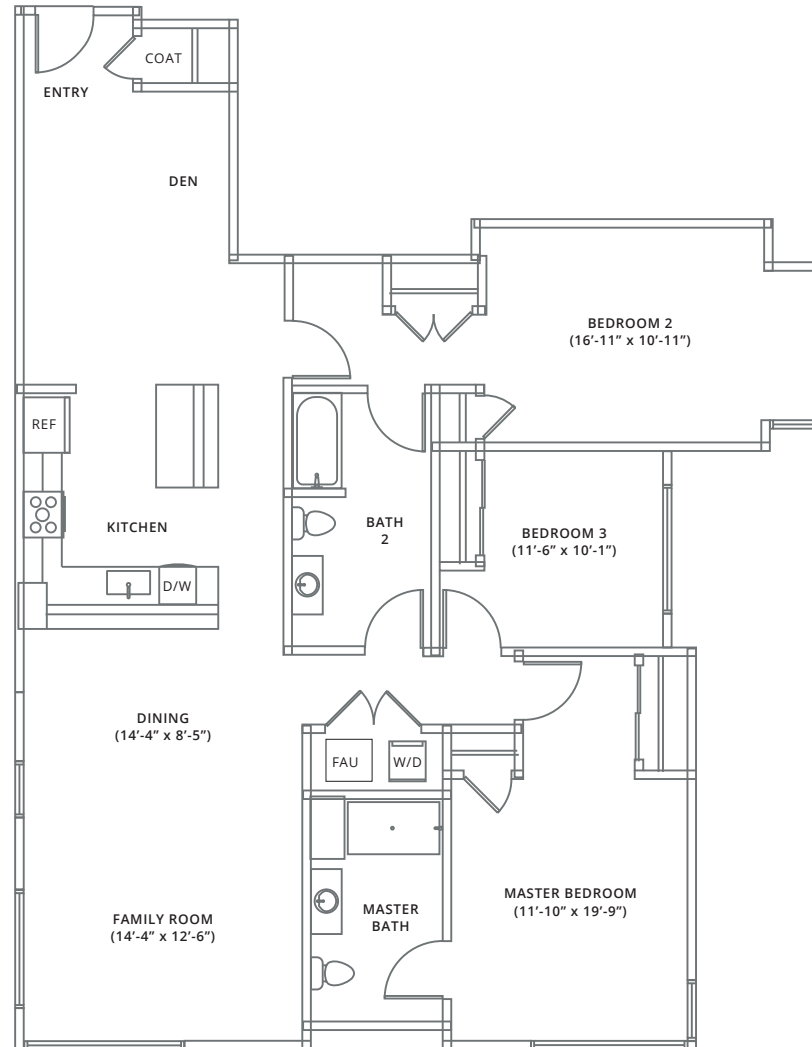 COAT
ENTRY
DEN
BEDROOM 2
(16’-11” x 10’-11”)
REF
KITCHEN
BATH
2
BEDROOM 3
(11’-6” x 10’-1”)
D/W
DINING
(14’-4” x 8’-5”)
FAU
W/D
MASTER BEDROOM
(11’-10” x 19’-9”)
MASTER
BATH
FAMILY ROOM
(14’-4” x 12’-6”)